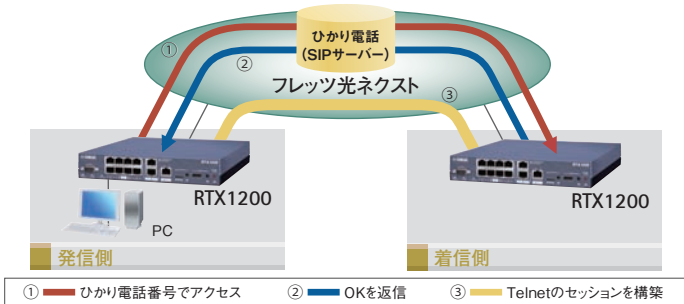 ひかり電話
(SIPサーバー)
①
②
フレッツ光ネクスト
③
RTX1200
RTX1200
PC
発信側
着信側
① ひかり電話番号でアクセス ② OKを返信 ③ Telnetのセッションを構築